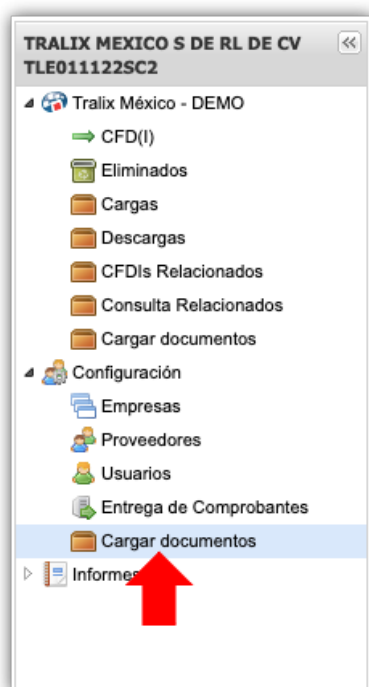 TRALIX MEXICO S DE RL DE CV
TLE011122SC2
Tralix México - DEMO
CFD(I)
Eliminados
Cargas
Descargas
CFDIs Relacionados
Consulta Relacionados
Cargar documentos
Configuración
Empresas
Proveedores
Usuarios
Entrega de Comprobantes
Cargar documentos
Informes